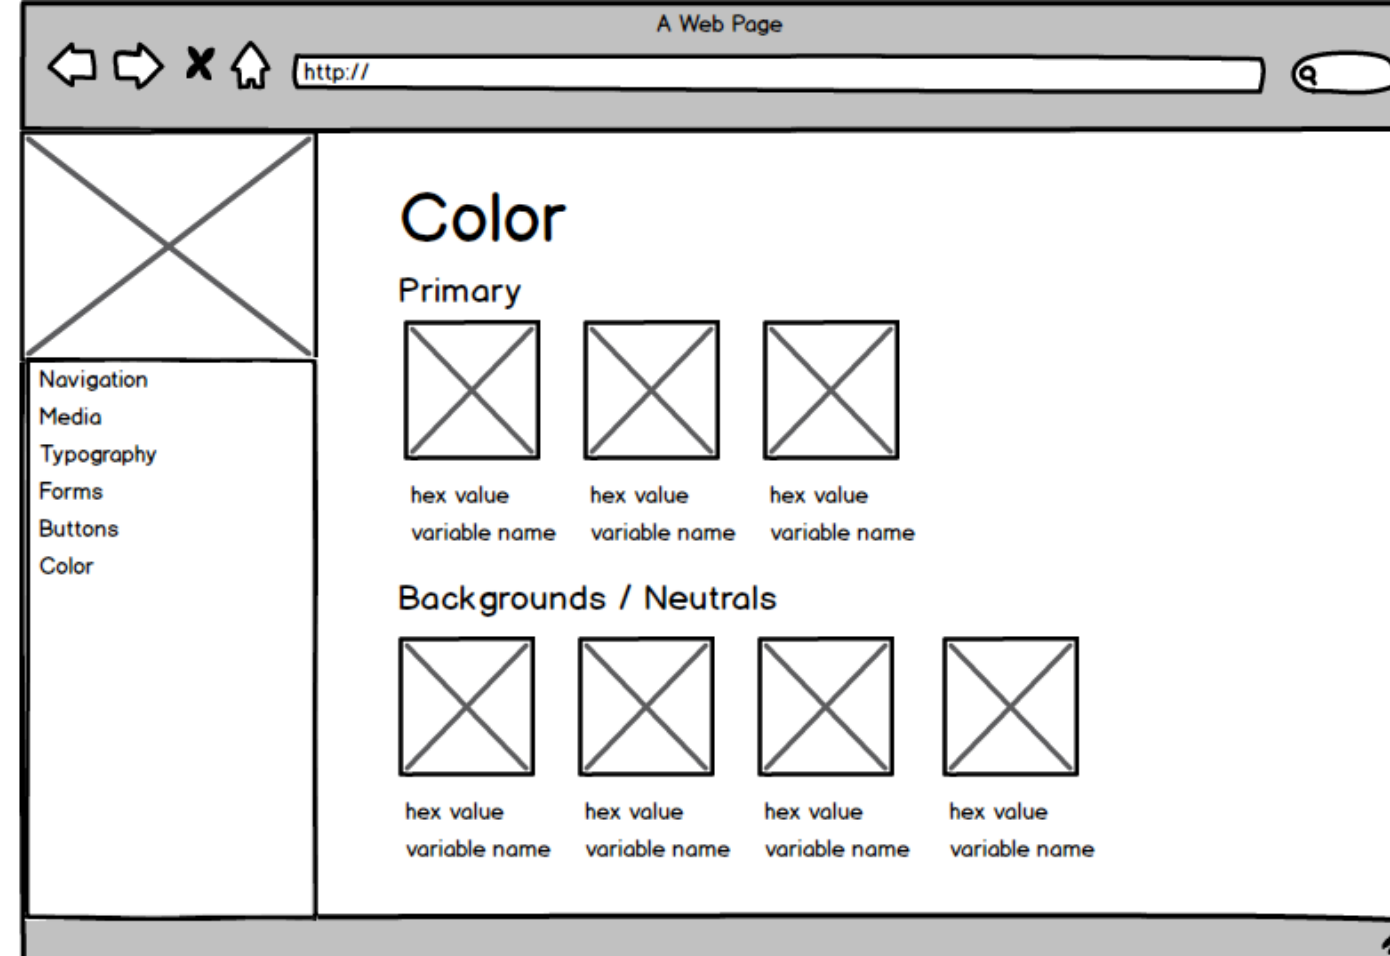 A Web Page
http://
Navigation
Media
Typography
Forms
Buttons
Color
Color
Primary
hex value hex value hex value
variable name variable name variable name
Backgrounds / Neutrals
hex value hex value hex value hex value
variable name variable name variable name variable name